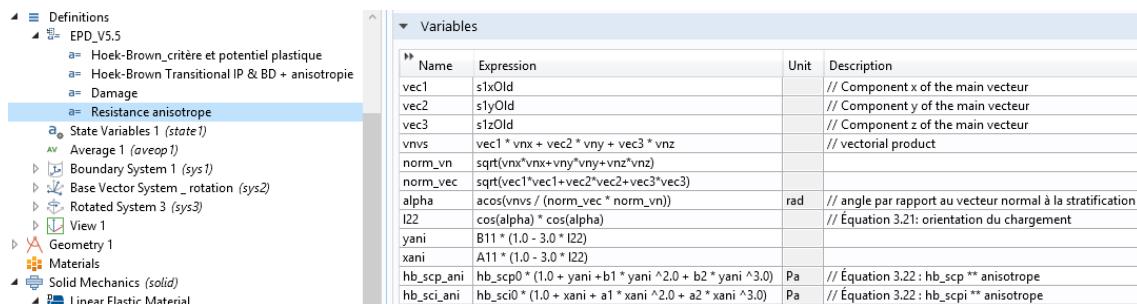 Definitions
EPD_V5.5
a= Hoek-Brown_critère et potentiel plastique
a= Hoek-Brown Transitional IP & BD + anisotropie
a= Damage
a= Resistance anisotrope
State Variables 1 (state1)
AV Average 1 (aveop1)
Boundary System 1 (sys1)
Base Vector System _ rotation (sys2)
Rotated System 3 (sys3)
View 1
Geometry 1
Materials
Solid Mechanics (solid)
Linear Elastic Material
Variables
Name Expression Unit Description
vec1 s1xOld // Component x of the main vecteur
vec2 s1yOld // Component y of the main vecteur
vec3 s1zOld // Component z of the main vecteur
vnvs vec1 * vnx + vec2 * vny + vec3 * vnz // vectorial product
norm_vn sqrt(vnx*vnx+vny*vny+vnz*vnz)
norm_vec sqrt(vec1*vec1+vec2*vec2+vec3*vec3)
alpha acos(vnvs / (norm_vec * norm_vn)) rad // angle par rapport au vecteur normal à la stratification
l22 cos(alpha) * cos(alpha) // Équation 3.21: orientation du chargement
yani B11 * (1.0 - 3.0 * l22)
xani A11 * (1.0 - 3.0 * l22)
hb_scp_ani hb_scp0 * (1.0 + yani +b1 * yani ^2.0 + b2 * yani ^3.0) Pa // Équation 3.22 : hb_scp ** anisotrope
hb_sci_ani hb_sci0 * (1.0 + xani + a1 * xani ^2.0 + a2 * xani ^3.0) Pa // Équation 3.22 : hb_scpi ** anisotrope